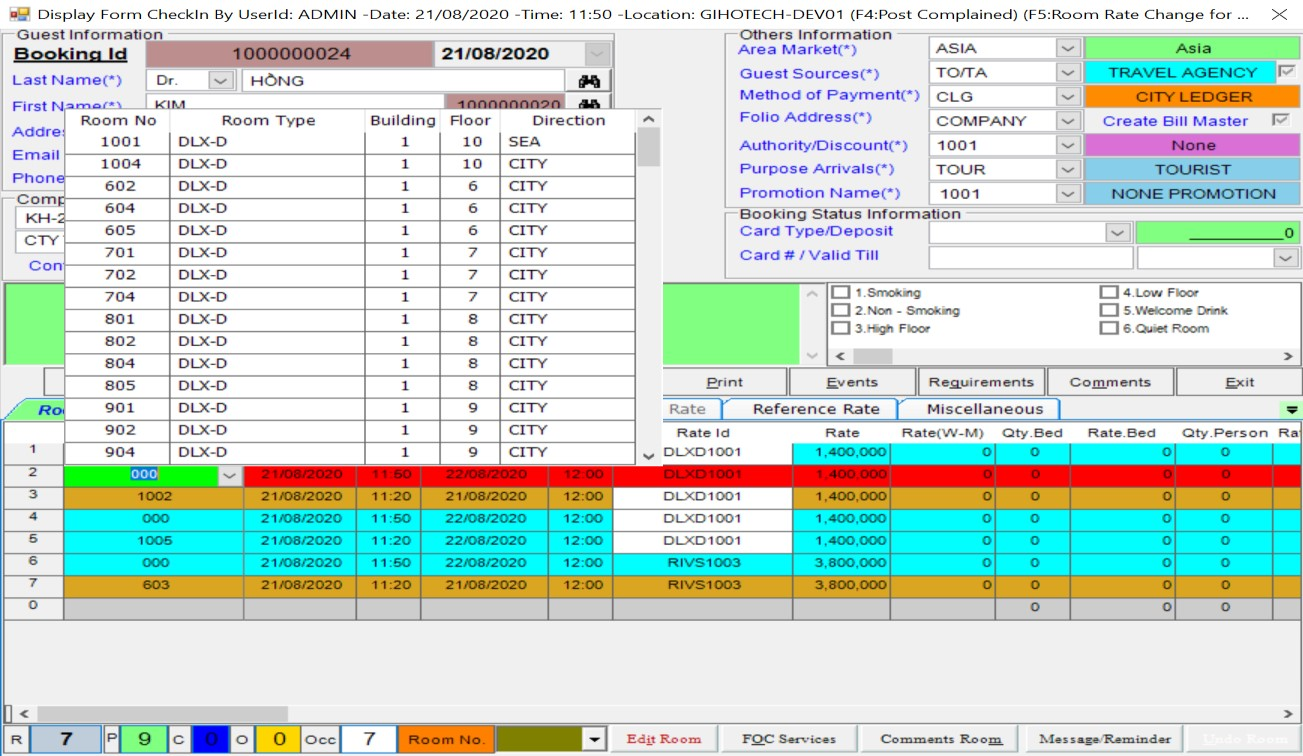 Display Form CheckIn By UserId: ADMIN -Date: 21/08/2020 -Time: 11:50 -Location: GIHOTECH-DEV01 (F4:Post Complained) (F5:Room Rate Change for ...
Guest Information
Booking Id 1000000024 21/08/2020
Last Name(*) Dr. HỒNG
First Name(*) KIM 1000000020
Email
Phone
KH-2
CTY
Others Information
Area Market(*) ASIA Asia
Guest Sources(*) TO/TA TRAVEL AGENCY
Method of Payment(*) CLG CITY LEDGER
Folio Address(*) COMPANY Create Bill Master
Authority/Discount(*) 1001 None
Purpose Arrivals(*) TOUR TOURIST
Promotion Name(*) 1001 NONE PROMOTION
Booking Status Information
Card Type/Deposit 0
Card # / Valid Till
Room No Room Type Building Floor Direction
1001 DLX-D 1 10 SEA
1004 DLX-D 1 10 CITY
602 DLX-D 1 6 CITY
604 DLX-D 1 6 CITY
605 DLX-D 1 6 CITY
701 DLX-D 1 7 CITY
702 DLX-D 1 7 CITY
704 DLX-D 1 7 CITY
801 DLX-D 1 8 CITY
802 DLX-D 1 8 CITY
804 DLX-D 1 8 CITY
805 DLX-D 1 8 CITY
901 DLX-D 1 9 CITY
902 DLX-D 1 9 CITY
904 DLX-D 1 9 CITY
1.Smoking 4.Low Floor
2.Non - Smoking 5.Welcome Drink
3.High Floor 6.Quiet Room
Print Events Requirements Comments Exit
Ro Rate Reference Rate Miscellaneous
Rate Id Rate Rate(W-M) Qty.Bed Rate.Bed Qty.Person Ra
1 DLXD1001 1,400,000 0 0 0 0
2 000 21/08/2020 11:50 22/08/2020 12:00 DLXD1001 1,400,000 0 0 0 0
3 1002 21/08/2020 11:20 21/08/2020 12:00 DLXD1001 1,400,000 0 0 0 0
4 000 21/08/2020 11:50 22/08/2020 12:00 DLXD1001 1,400,000 0 0 0 0
5 1005 21/08/2020 11:50 22/08/2020 12:00 DLXD1001 1,400,000 0 0 0 0
6 000 21/08/2020 11:50 22/08/2020 12:00 RIVS1003 3,800,000 0 0 0 0
7 603 21/08/2020 11:20 21/08/2020 12:00 RIVS1003 3,800,000 0 0 0 0
0 0 0 0
R 7 P 9 C 0 O 0 Occ 7 Room No. Edit Room FOC Services Comments Room Message/Reminder Undo Room